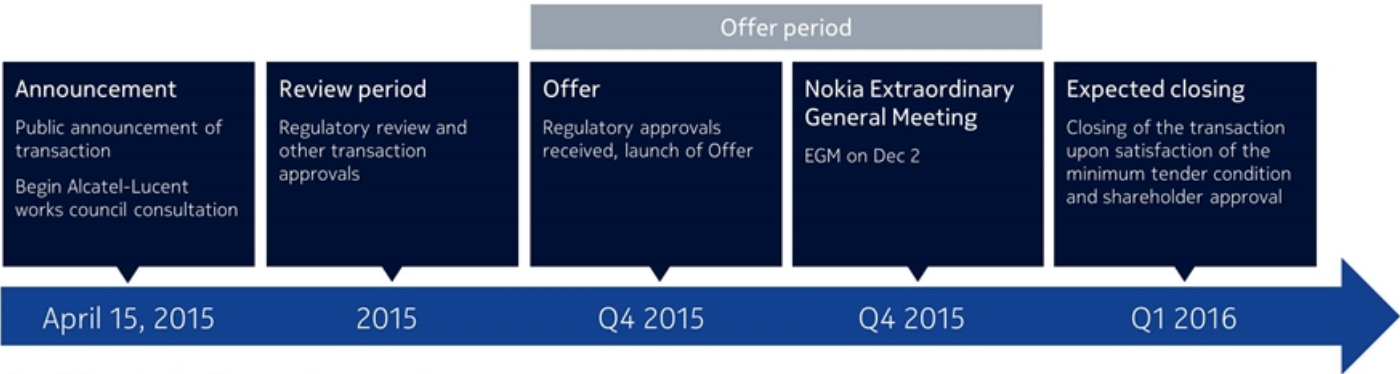 Offer period
Announcement
Public announcement of
transaction
Begin Alcatel-Lucent
works council consultation
Review period
Regulatory review and
other transaction
approvals
Offer
Regulatory approvals
received, launch of Offer
Nokia Extraordinary
General Meeting
EGM on Dec 2
Expected closing
Closing of the transaction
upon satisfaction of the
minimum tender condition
and shareholder approval
April 15, 2015
2015
Q4 2015
Q4 2015
Q1 2016